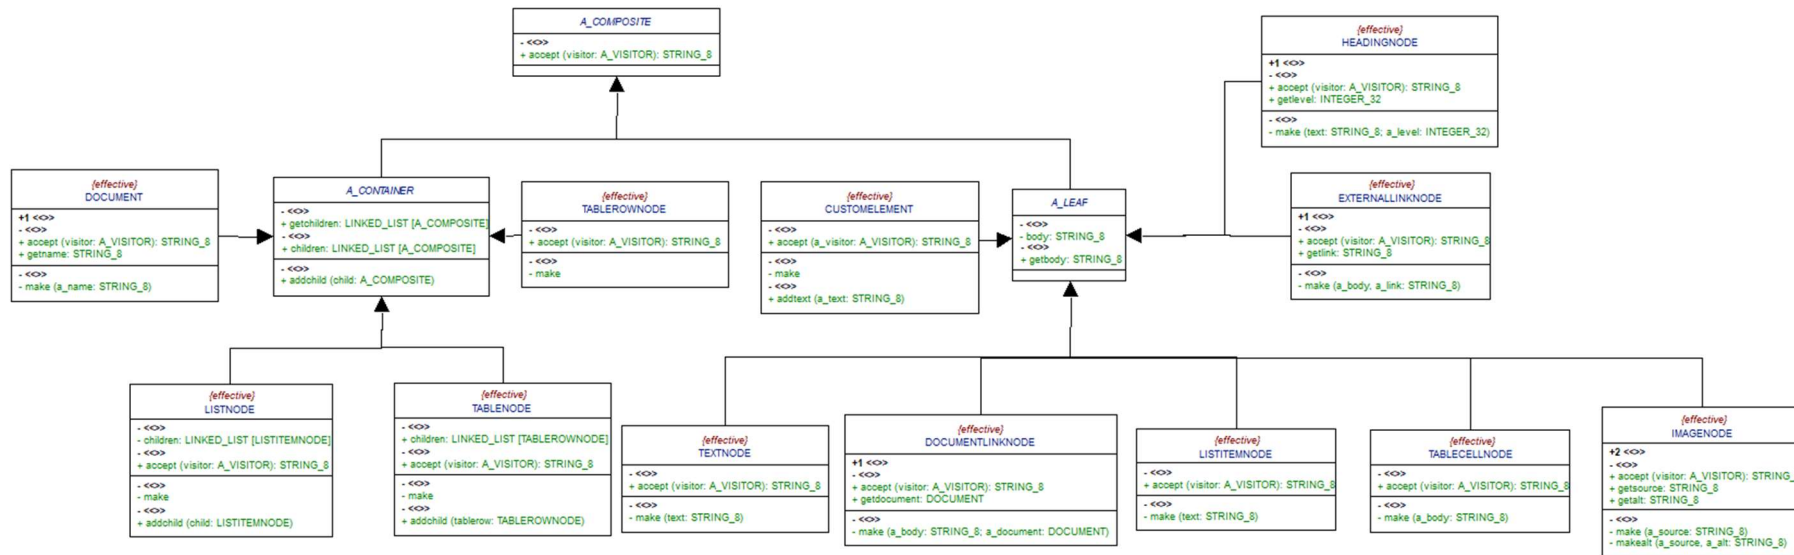 A_COMPOSITE
- <<>>
+ accept (visitor: A_VISITOR): STRING_8
{effective}
HEADINGNODE
+1 <<>>
- <<>>
+ accept (visitor: A_VISITOR): STRING_8
+ getlevel: INTEGER_32
- <<>>
- make (text: STRING_8; a_level: INTEGER_32)
{effective}
DOCUMENT
+1 <<>>
- <<>>
+ accept (visitor: A_VISITOR): STRING_8
+ getname: STRING_8
- <<>>
- make (a_name: STRING_8)
A_CONTAINER
- <<>>
+ getchildren: LINKED_LIST [A_COMPOSITE]
- <<>>
+ children: LINKED_LIST [A_COMPOSITE]
- <<>>
+ addchild (child: A_COMPOSITE)
{effective}
TABLEROWNODE
- <<>>
+ accept (visitor: A_VISITOR): STRING_8
- <<>>
- make
{effective}
CUSTOMELEMENT
- <<>>
+ accept (a_visitor: A_VISITOR): STRING_8
- <<>>
- make
- <<>>
+ addtext (a_text: STRING_8)
A_LEAF
- <<>>
- body: STRING_8
- <<>>
+ getbody: STRING_8
{effective}
EXTERNALLINKNODE
+1 <<>>
- <<>>
+ accept (visitor: A_VISITOR): STRING_8
+ getlink: STRING_8
- <<>>
- make (a_body, a_link: STRING_8)
{effective}
LISTNODE
- <<>>
- children: LINKED_LIST [LISTITEMNODE]
- <<>>
+ accept (visitor: A_VISITOR): STRING_8
- <<>>
- make
- <<>>
+ addchild (child: LISTITEMNODE)
{effective}
TABLENODE
- <<>>
+ children: LINKED_LIST [TABLEROWNODE]
- <<>>
+ accept (visitor: A_VISITOR): STRING_8
- <<>>
- make
- <<>>
+ addchild (tablerow: TABLEROWNODE)
{effective}
TEXTNODE
- <<>>
+ accept (visitor: A_VISITOR): STRING_8
- <<>>
- make (text: STRING_8)
{effective}
DOCUMENTLINKNODE
+1 <<>>
- <<>>
+ accept (visitor: A_VISITOR): STRING_8
+ getdocument: DOCUMENT
- <<>>
- make (a_body: STRING_8; a_document: DOCUMENT)
{effective}
LISTITEMNODE
- <<>>
+ accept (visitor: A_VISITOR): STRING_8
- <<>>
- make (text: STRING_8)
{effective}
TABLECELLNODE
- <<>>
+ accept (visitor: A_VISITOR): STRING_8
- <<>>
- make (a_body: STRING_8)
{effective}
IMAGENODE
+2 <<>>
- <<>>
+ accept (visitor: A_VISITOR): STRING_
+ getsource: STRING_8
+ getalt: STRING_8
- <<>>
- make (a_source: STRING_8)
- makealt (a_source, a_alt: STRING_8)